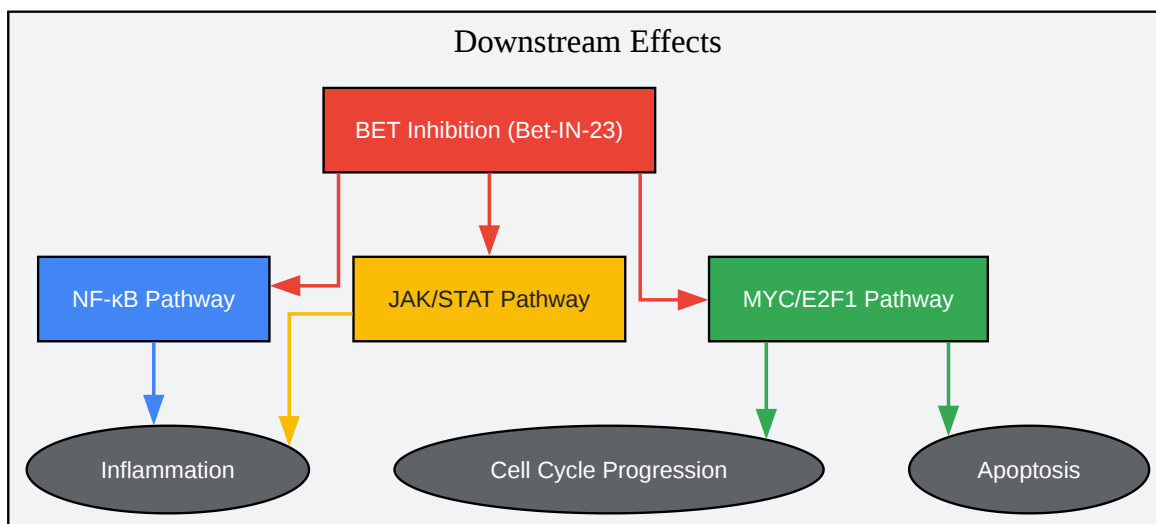 Downstream Effects
BET Inhibition (Bet-IN-23)
NF-κB Pathway
JAK/STAT Pathway
MYC/E2F1 Pathway
Inflammation
Cell Cycle Progression
Apoptosis